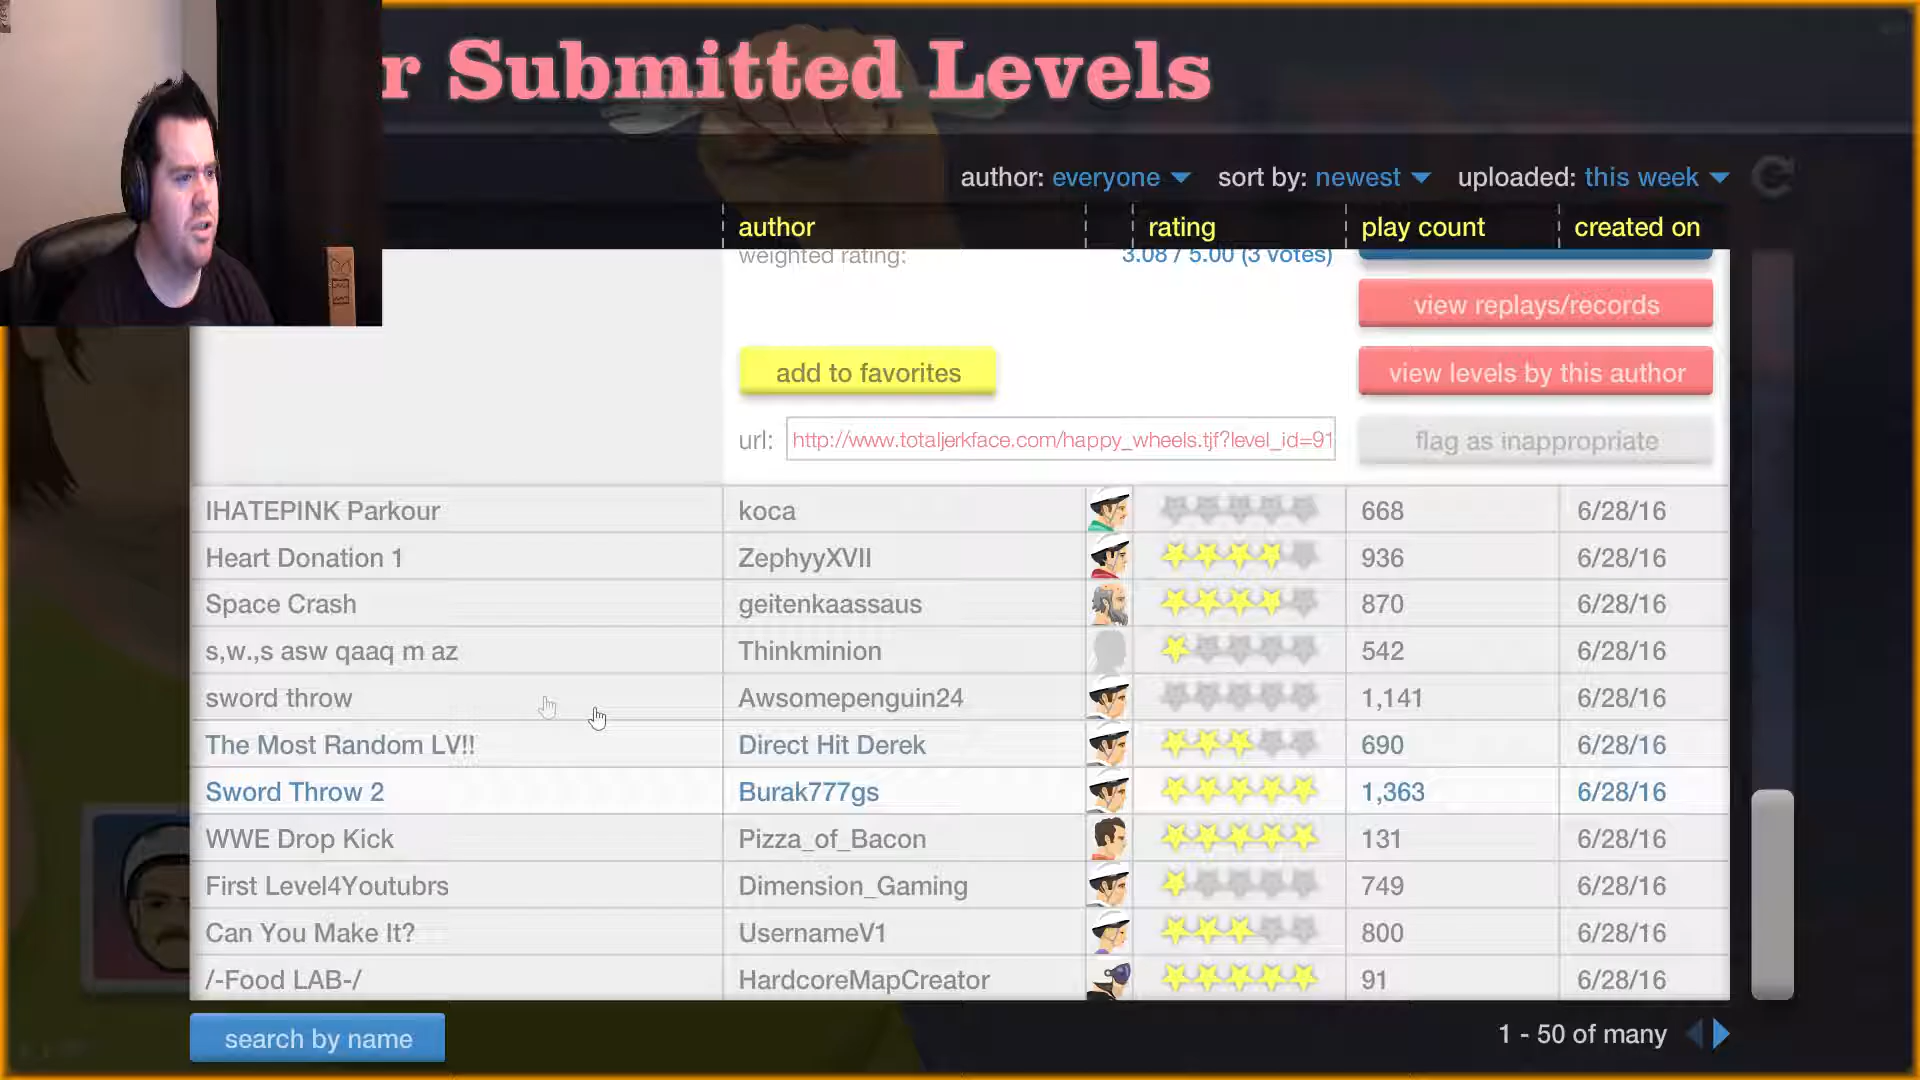 r Submitted Levels
author: everyone sort by: newest uploaded: this week
author rating play count created on
weighted rating: 3.08 / 5.00 (3 votes)
view replays/records
add to favorites view levels by this author
url: http://www.totaljerkface.com/happy_wheels.tjf?level_id=91 flag as inappropriate
IHATEPINK Parkour koca 668 6/28/16
Heart Donation 1 ZephyyXVII 936 6/28/16
Space Crash geitenkaassaus 870 6/28/16
s,w.,s asw qaaq m az Thinkminion 542 6/28/16
sword throw Awsomepenguin24 1,141 6/28/16
The Most Random LV!! Direct Hit Derek 690 6/28/16
Sword Throw 2 Burak777gs 1,363 6/28/16
WWE Drop Kick Pizza_of_Bacon 131 6/28/16
First Level4Youtubrs Dimension_Gaming 749 6/28/16
Can You Make It? UsernameV1 800 6/28/16
/-Food LAB-/ HardcoreMapCreator 91 6/28/16
search by name 1 - 50 of many